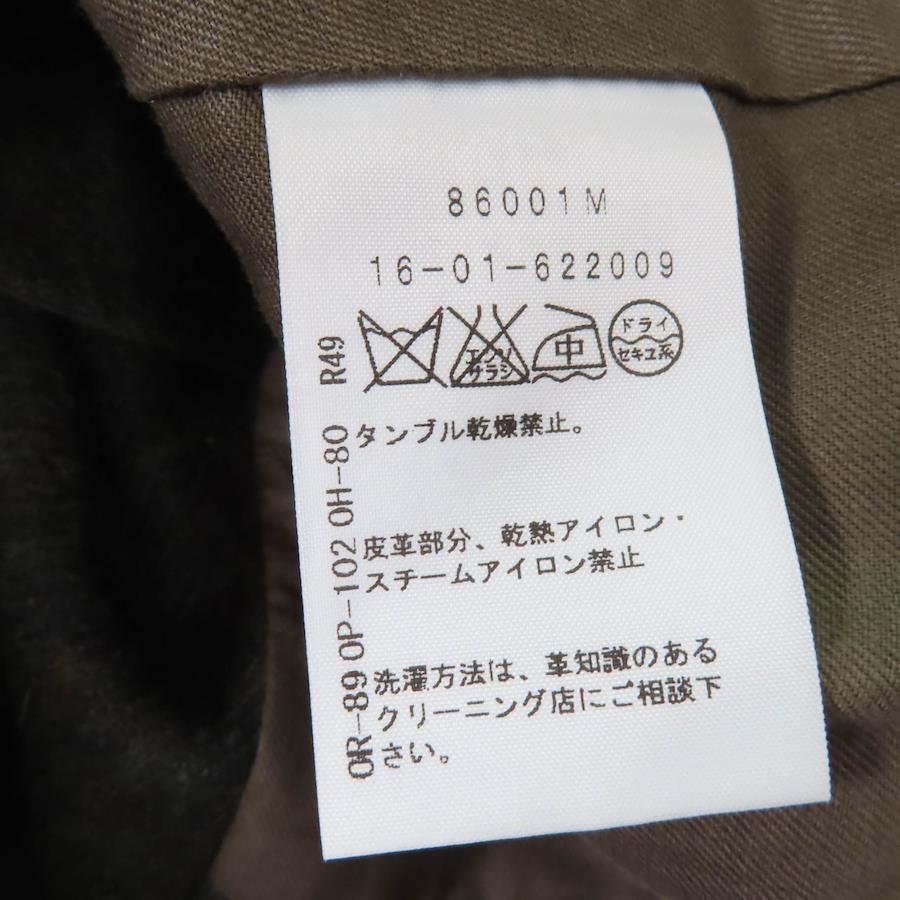 86001M
16-01-622009
エンソ
サラシ
中
ドライ
セキユ系
タンブル乾燥禁止。
皮革部分、乾熱アイロン・
スチームアイロン禁止
洗濯方法は、革知識のある
クリーニング店にご相談下
さい。
0R-89 0P-102 0H-80 R49